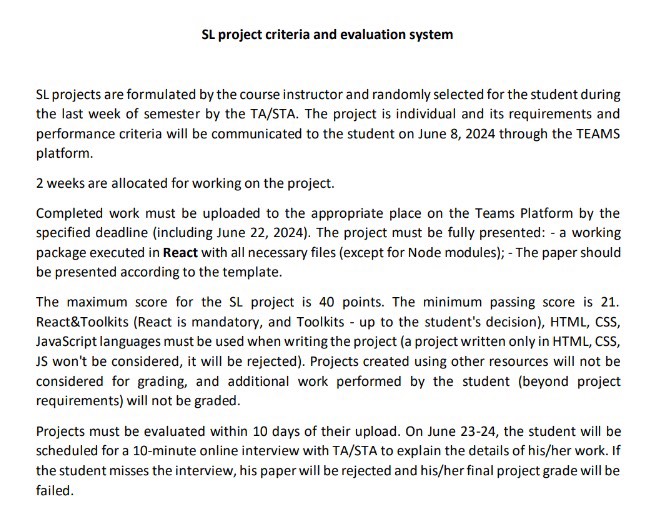 SL project criteria and evaluation system
SL projects are formulated by the course instructor and randomly selected for the student during
the last week of semester by the TA/STA. The project is individual and its requirements and
performance criteria will be communicated to the student on June 8, 2024 through the TEAMS
platform.
2 weeks are allocated for working on the project.
Completed work must be uploaded to the appropriate place on the Teams Platform by the
specified deadline (including June 22, 2024). The project must be fully presented: - a working
package executed in React with all necessary files (except for Node modules); - The paper should
be presented according to the template.
The maximum score for the SL project is 40 points. The minimum passing score is 21.
React&Toolkits (React is mandatory, and Toolkits - up to the student's decision), HTML, CSS,
JavaScript languages must be used when writing the project (a project written only in HTML, CSS,
JS won't be considered, it will be rejected). Projects created using other resources will not be
considered for grading, and additional work performed by the student (beyond project
requirements) will not be graded.
Projects must be evaluated within 10 days of their upload. On June 23-24, the student will be
scheduled for a 10-minute online interview with TA/STA to explain the details of his/her work. If
the student misses the interview, his paper will be rejected and his/her final project grade will be
failed.